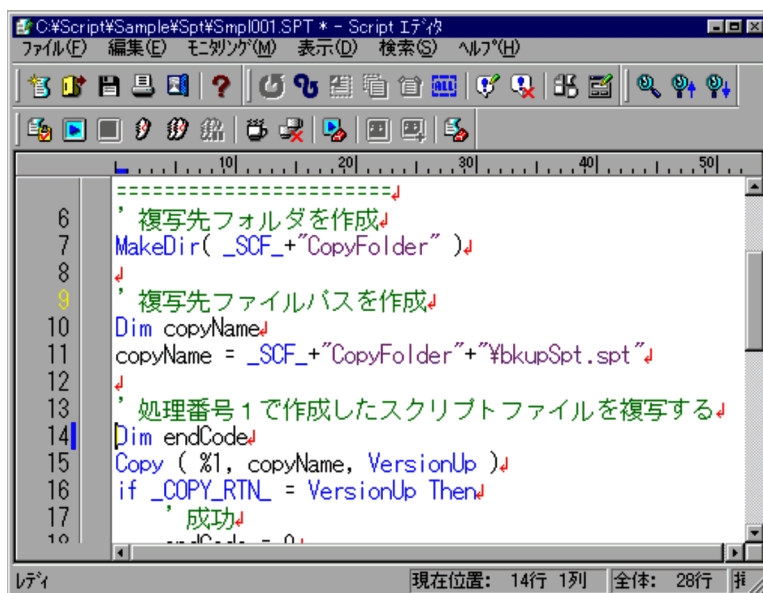 C:¥Script¥Sample¥Spt¥Smpl001.SPT * - Script ｴﾃﾞｨﾀ
ﾌｧｲﾙ(F) 編集(E) ﾓﾆﾀﾘﾝｸﾞ(M) 表示(D) 検索(S) ﾍﾙﾌﾟ(H)
ALL
10 20 30 40 50
=======================
6 ' 複写先フォルダを作成
7 MakeDir( _SCF_+"CopyFolder" )
8
9 ' 複写先ファイルパスを作成
10 Dim copyName
11 copyName = _SCF_+"CopyFolder"+"¥bkupSpt.spt"
12
13 ' 処理番号１で作成したスクリプトファイルを複写する
14 Dim endCode
15 Copy ( %1, copyName, VersionUp )
16 if _COPY_RTN_ = VersionUp Then
17 ' 成功
18 endCode = 0
ﾚﾃﾞｨ 現在位置: 14行 1列 全体: 28行